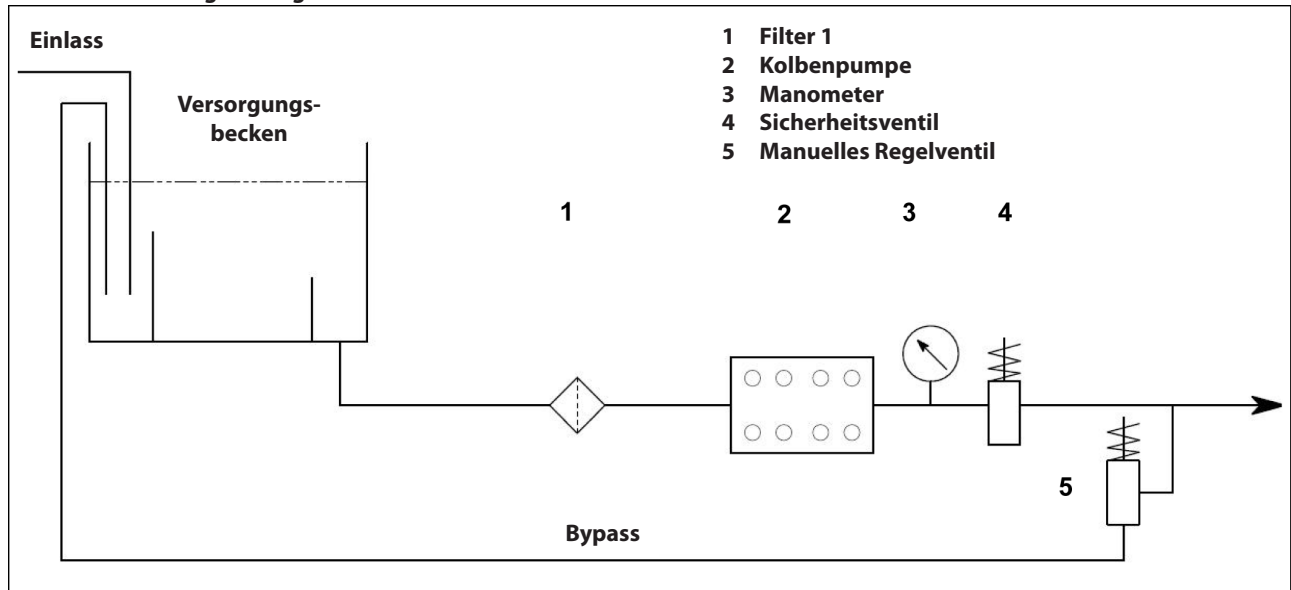 Einlass
Versorgungs-
becken
1 Filter 1
2 Kolbenpumpe
3 Manometer
4 Sicherheitsventil
5 Manuelles Regelventil
1
2
3
4
5
Bypass